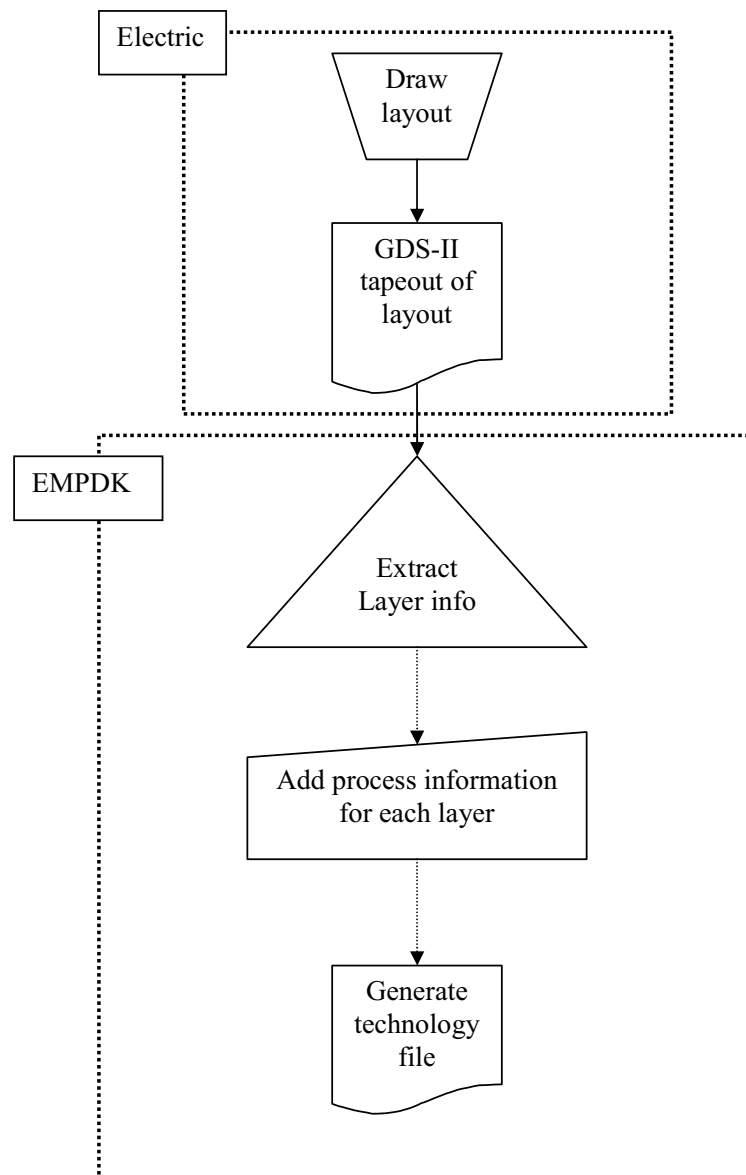 Electric
Draw
layout
GDS-II
tapeout of
layout
EMPDK
Extract
Layer info
Add process information
for each layer
Generate
technology
file